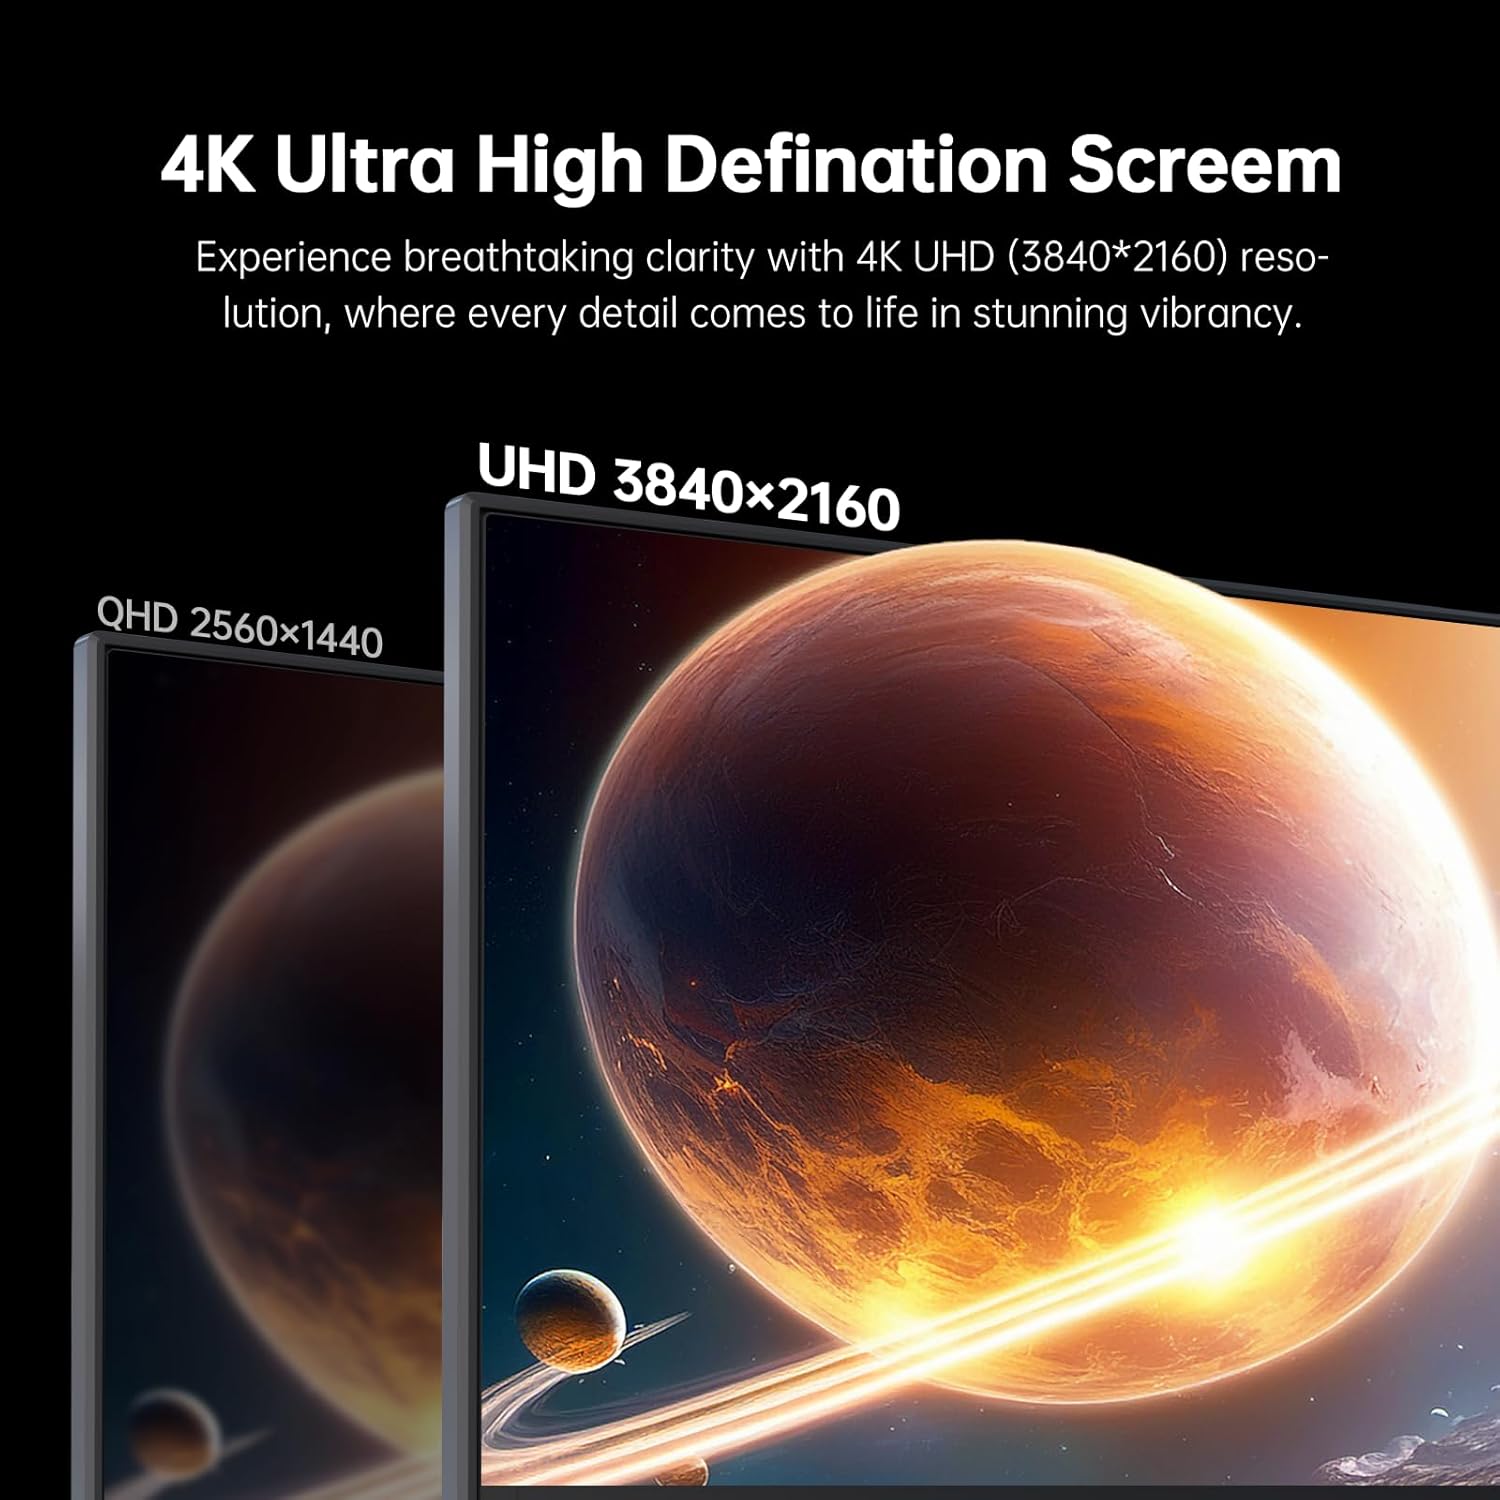 4K Ultra High Defination Screem
Experience breathtaking clarity with 4K UHD (3840*2160) reso-
lution, where every detail comes to life in stunning vibrancy.
UHD 3840×2160
QHD 2560×1440